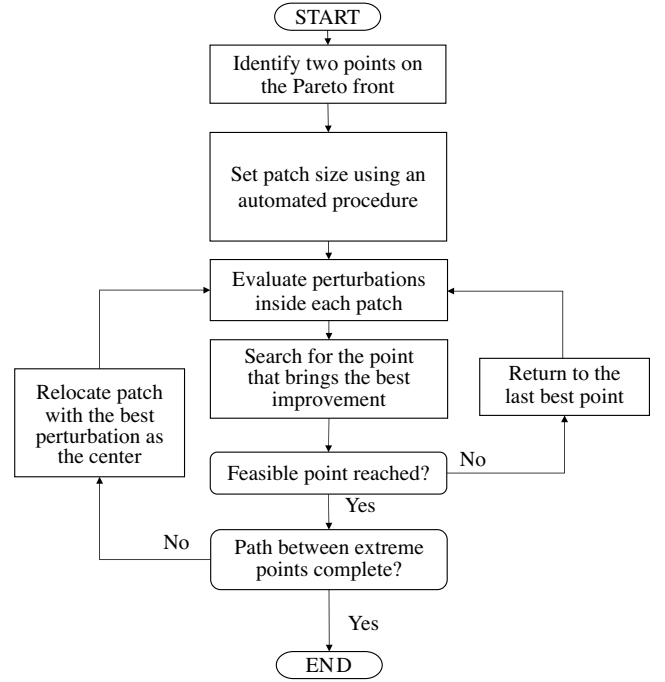 START
Identify two points on
the Pareto front
Set patch size using an
automated procedure
Evaluate perturbations
inside each patch
Search for the point
that brings the best
improvement
Relocate patch
with the best
perturbation as
the center
Return to the
last best point
Feasible point reached?
No
Yes
Path between extreme
points complete?
No
Yes
END